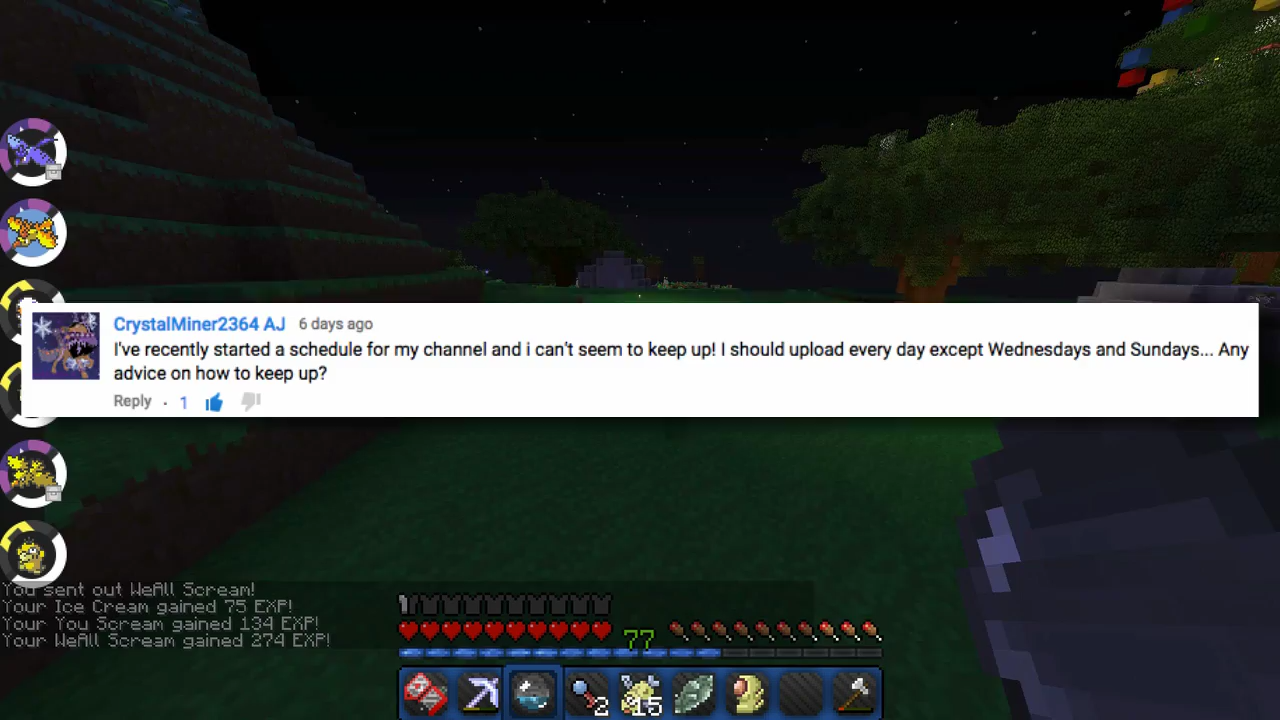 CrystalMiner2364 AJ 6 days ago
I've recently started a schedule for my channel and i can't seem to keep up! I should upload every day except Wednesdays and Sundays... Any
advice on how to keep up?
Reply . 1
You sent out WeAll Scream!
Your Ice Cream gained 75 EXP!
Your You Scream gained 134 EXP!
Your WeAll Scream gained 274 EXP!
77
2
15